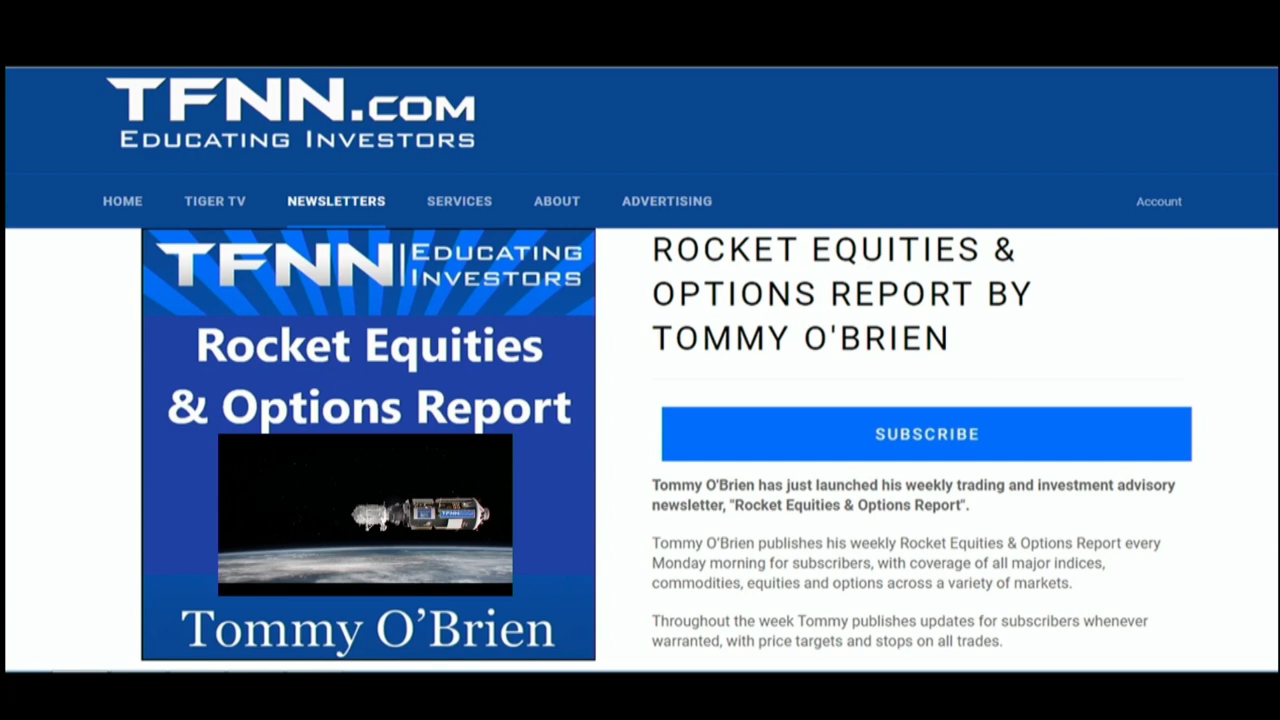 TFNN.COM
EDUCATING INVESTORS
HOME TIGER TV NEWSLETTERS SERVICES ABOUT ADVERTISING Account
TFNN EDUCATING
INVESTORS
Rocket Equities
& Options Report
TFNN
Tommy O’Brien
ROCKET EQUITIES &
OPTIONS REPORT BY
TOMMY O'BRIEN
SUBSCRIBE
Tommy O'Brien has just launched his weekly trading and investment advisory
newsletter, "Rocket Equities & Options Report".
Tommy O'Brien publishes his weekly Rocket Equities & Options Report every
Monday morning for subscribers, with coverage of all major indices,
commodities, equities and options across a variety of markets.
Throughout the week Tommy publishes updates for subscribers whenever
warranted, with price targets and stops on all trades.